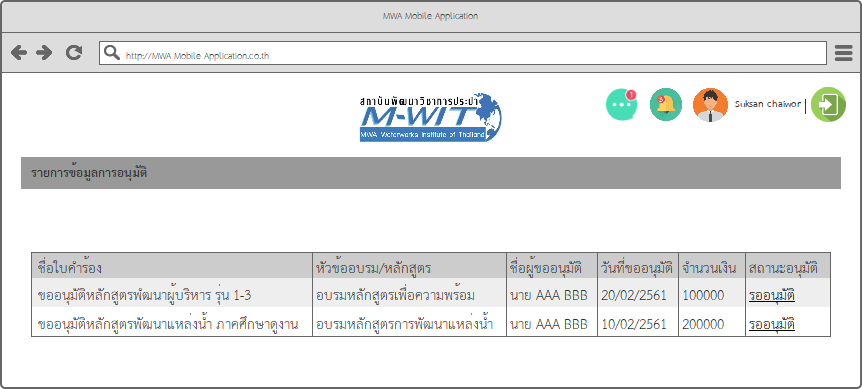 MWA Mobile Application
http://MWA Mobile Application.co.th
สถาบันพัฒนาวิชาการประปา
M-WIT
MWA Waterworks Institute of Thailand
1
3
Suksan chaiwon
รายการข้อมูลการอนุมัติ
ชื่อใบคำร้อง หัวข้ออบรม/หลักสูตร ชื่อผู้ขออนุมัติ วันที่ขออนุมัติ จำนวนเงิน สถานะอนุมัติ
ขออนุมัติหลักสูตรพัฒนาผู้บริหาร รุ่น 1-3 อบรมหลักสูตรเพื่อความพร้อม นาย AAA BBB 20/02/2561 100000 รออนุมัติ
ขออนุมัติหลักสูตรพัฒนาแหล่งน้ำ ภาคศึกษาดูงาน อบรมหลักสูตรการพัฒนาแหล่งน้ำ นาย AAA BBB 10/02/2561 200000 รออนุมัติ